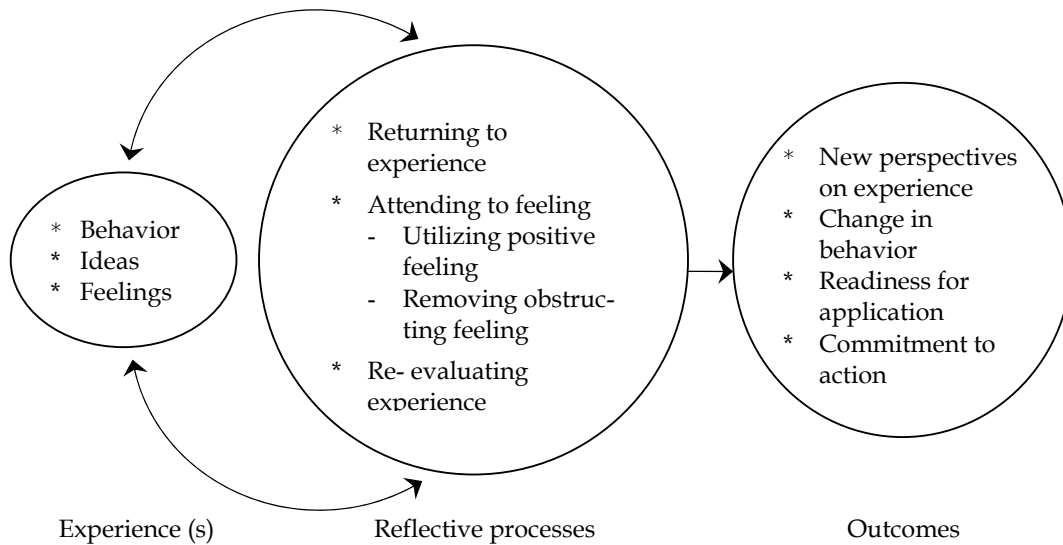 * Behavior
* Ideas
* Feelings
* Returning to
experience
* Attending to feeling
- Utilizing positive
feeling
- Removing obstruc-
ting feeling
* Re- evaluating
experience
* New perspectives
on experience
* Change in
behavior
* Readiness for
application
* Commitment to
action
Experience (s)
Reflective processes
Outcomes